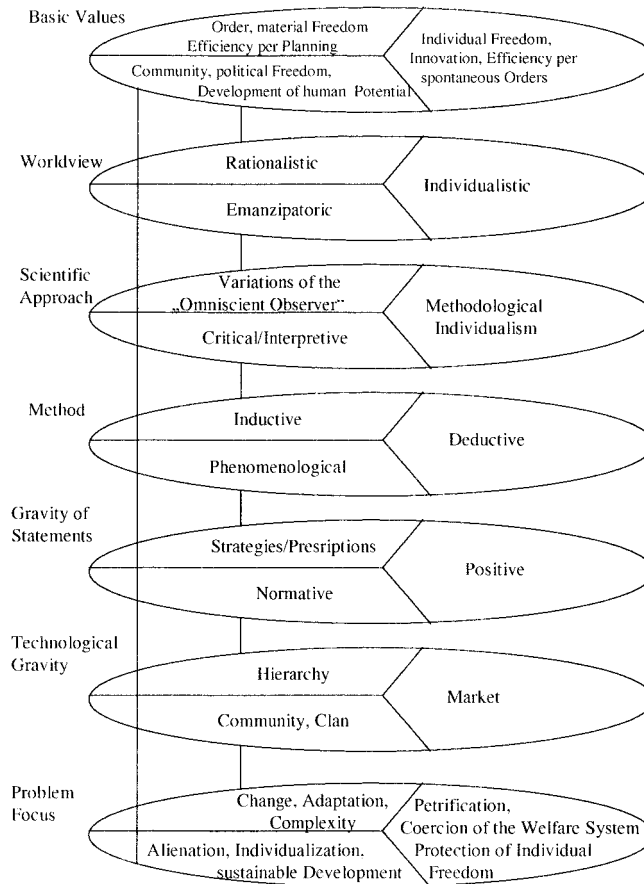 Basic Values
Order, material Freedom
Efficiency per Planning
Community, political Freedom,
Development of human Potential
Individual Freedom,
Innovation, Efficiency per
spontaneous Orders
Worldview
Rationalistic
Emanzipatoric
Individualistic
Scientific
Approach
Variations of the
„Omniscient Observer“
Critical/Interpretive
Methodological
Individualism
Method
Inductive
Phenomenological
Deductive
Gravity of
Statements
Strategies/Presriptions
Normative
Positive
Technological
Gravity
Hierarchy
Community, Clan
Market
Problem
Focus
Change, Adaptation,
Complexity
Alienation, Individualization.
sustainable Development
Petrification,
Coercion of the Welfare System
Protection of Individual
Freedom